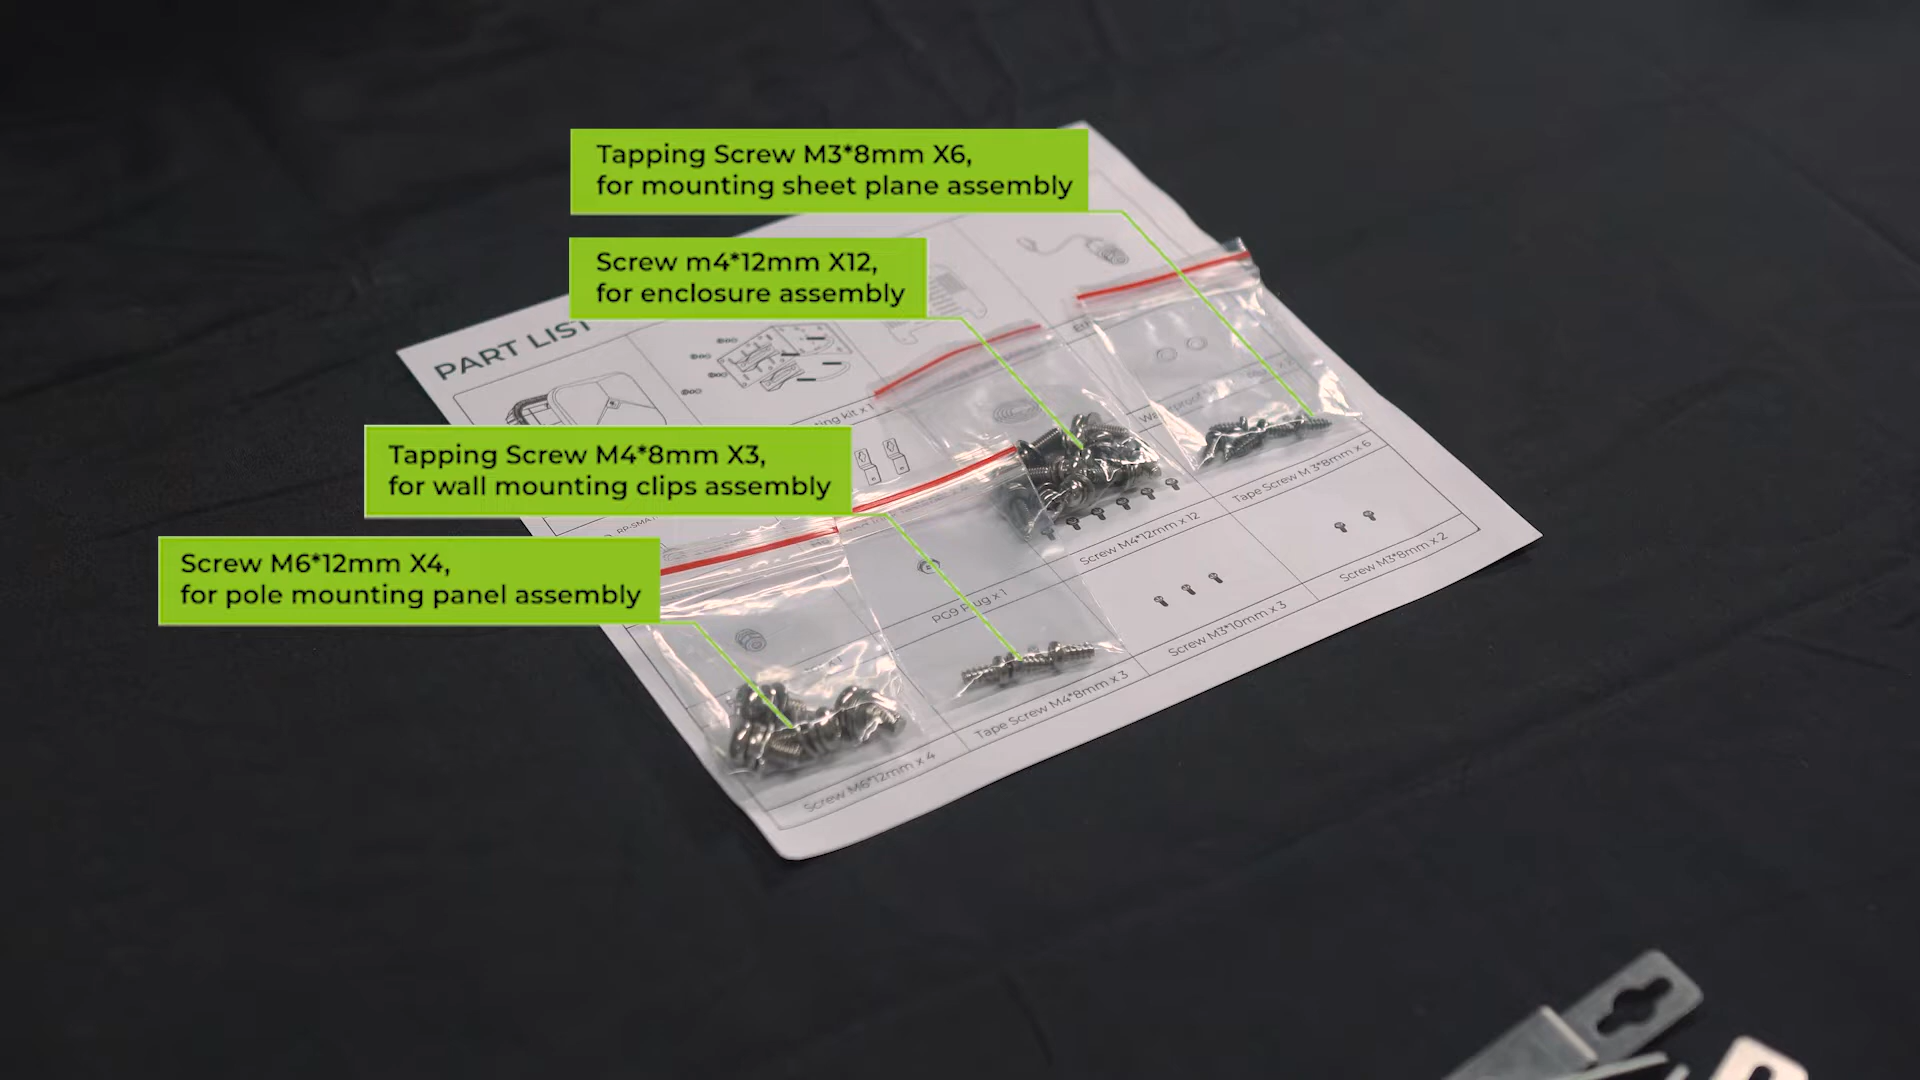 Tapping Screw M3*8mm X6,
for mounting sheet plane assembly
Screw m4*12mm X12,
for enclosure assembly
PART LIST
Tapping Screw M4*8mm X3,
for wall mounting clips assembly
Screw M6*12mm X4,
for pole mounting panel assembly
kit x 1
Tape Screw M 3*8mm x 6
Screw M4*12mm x 12
Screw M3*8mm x 2
PG9 Plug x 1
Screw M3*10mm x 3
Tape Screw M4*8mm x 3
Screw M6*12mm x 4